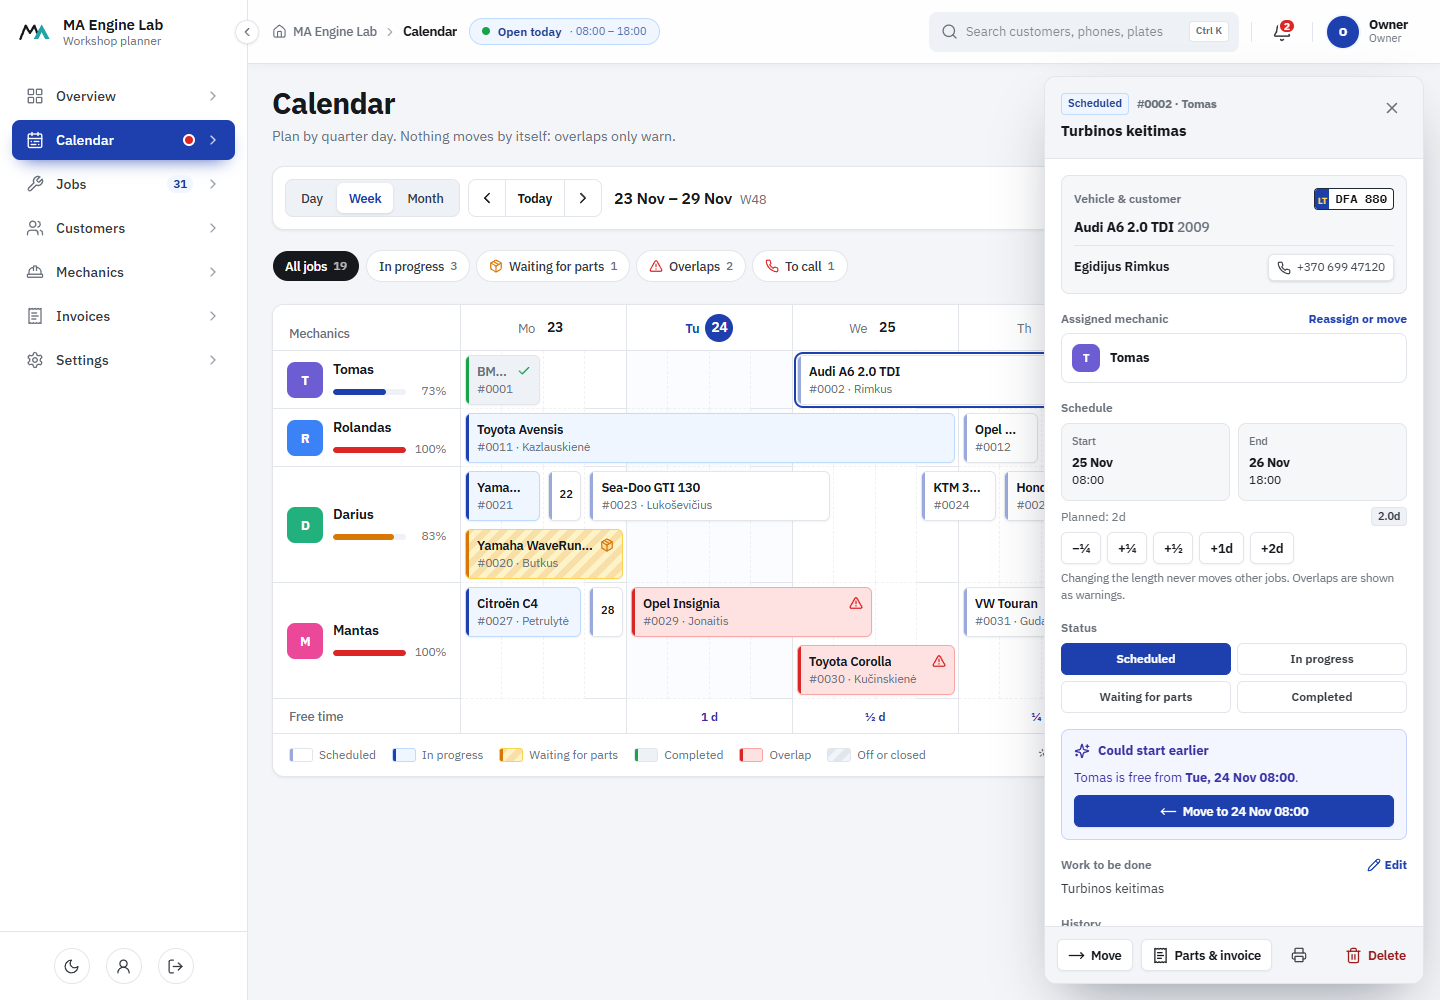 MA Engine Lab
Workshop planner
Overview
Calendar
Jobs 31
Customers
Mechanics
Invoices
Settings
MA Engine Lab > Calendar
Open today · 08:00 – 18:00
Search customers, phones, plates Ctrl K
2
O
Owner
Owner
Calendar
Plan by quarter day. Nothing moves by itself: overlaps only warn.
Day Week Month
Today
23 Nov – 29 Nov W48
All jobs 19
In progress 3
Waiting for parts 1
Overlaps 2
To call 1
Mechanics
Mo 23
Tu 24
We 25
Th
T
Tomas
73%
BM...
#0001
Audi A6 2.0 TDI
#0002 · Rimkus
R
Rolandas
100%
Toyota Avensis
#0011 · Kazlauskienė
Opel ...
#0012
D
Darius
83%
Yama...
#0021
22
Sea-Doo GTI 130
#0023 · Lukoševičius
KTM 3...
#0024
Hond
#002
Yamaha WaveRun...
#0020 · Butkus
M
Mantas
100%
Citroën C4
#0027 · Petrulytė
28
Opel Insignia
#0029 · Jonaitis
VW Touran
#0031 · Guda
Toyota Corolla
#0030 · Kučinskienė
Free time
1 d
½ d
¼
Scheduled
In progress
Waiting for parts
Completed
Overlap
Off or closed
Scheduled #0002 · Tomas
Turbinos keitimas
Vehicle & customer
LT DFA 880
Audi A6 2.0 TDI 2009
Egidijus Rimkus
+370 699 47120
Assigned mechanic
Reassign or move
T
Tomas
Schedule
Start
25 Nov
08:00
End
26 Nov
18:00
Planned: 2d
2.0d
−¼ +¼ +½ +1d +2d
Changing the length never moves other jobs. Overlaps are shown
as warnings.
Status
Scheduled
In progress
Waiting for parts
Completed
Could start earlier
Tomas is free from Tue, 24 Nov 08:00.
← Move to 24 Nov 08:00
Work to be done
Edit
Turbinos keitimas
History
→ Move
Parts & invoice
Delete